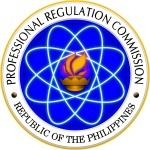 PROFESSIONAL REGULATION COMMISSION
REPUBLIC OF THE PHILIPPINES